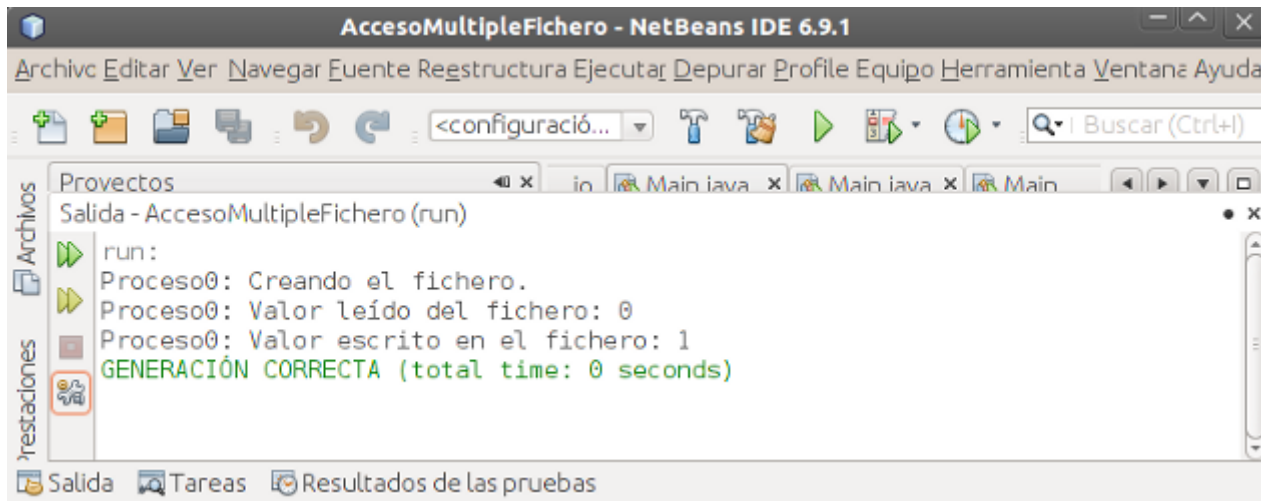 AccesoMultipleFichero - NetBeans IDE 6.9.1
Archivo Editar Ver Navegar Fuente Reestructura Ejecutar Depurar Profile Equipo Herramienta Ventana Ayuda
<configuració... Buscar (Ctrl+I)
Archivos
Prestaciones
Proyectos io Main.java Main.java Main
Salida - AccesoMultipleFichero (run)
run:
Proceso0: Creando el fichero.
Proceso0: Valor leído del fichero: 0
Proceso0: Valor escrito en el fichero: 1
GENERACIÓN CORRECTA (total time: 0 seconds)
Salida Tareas Resultados de las pruebas